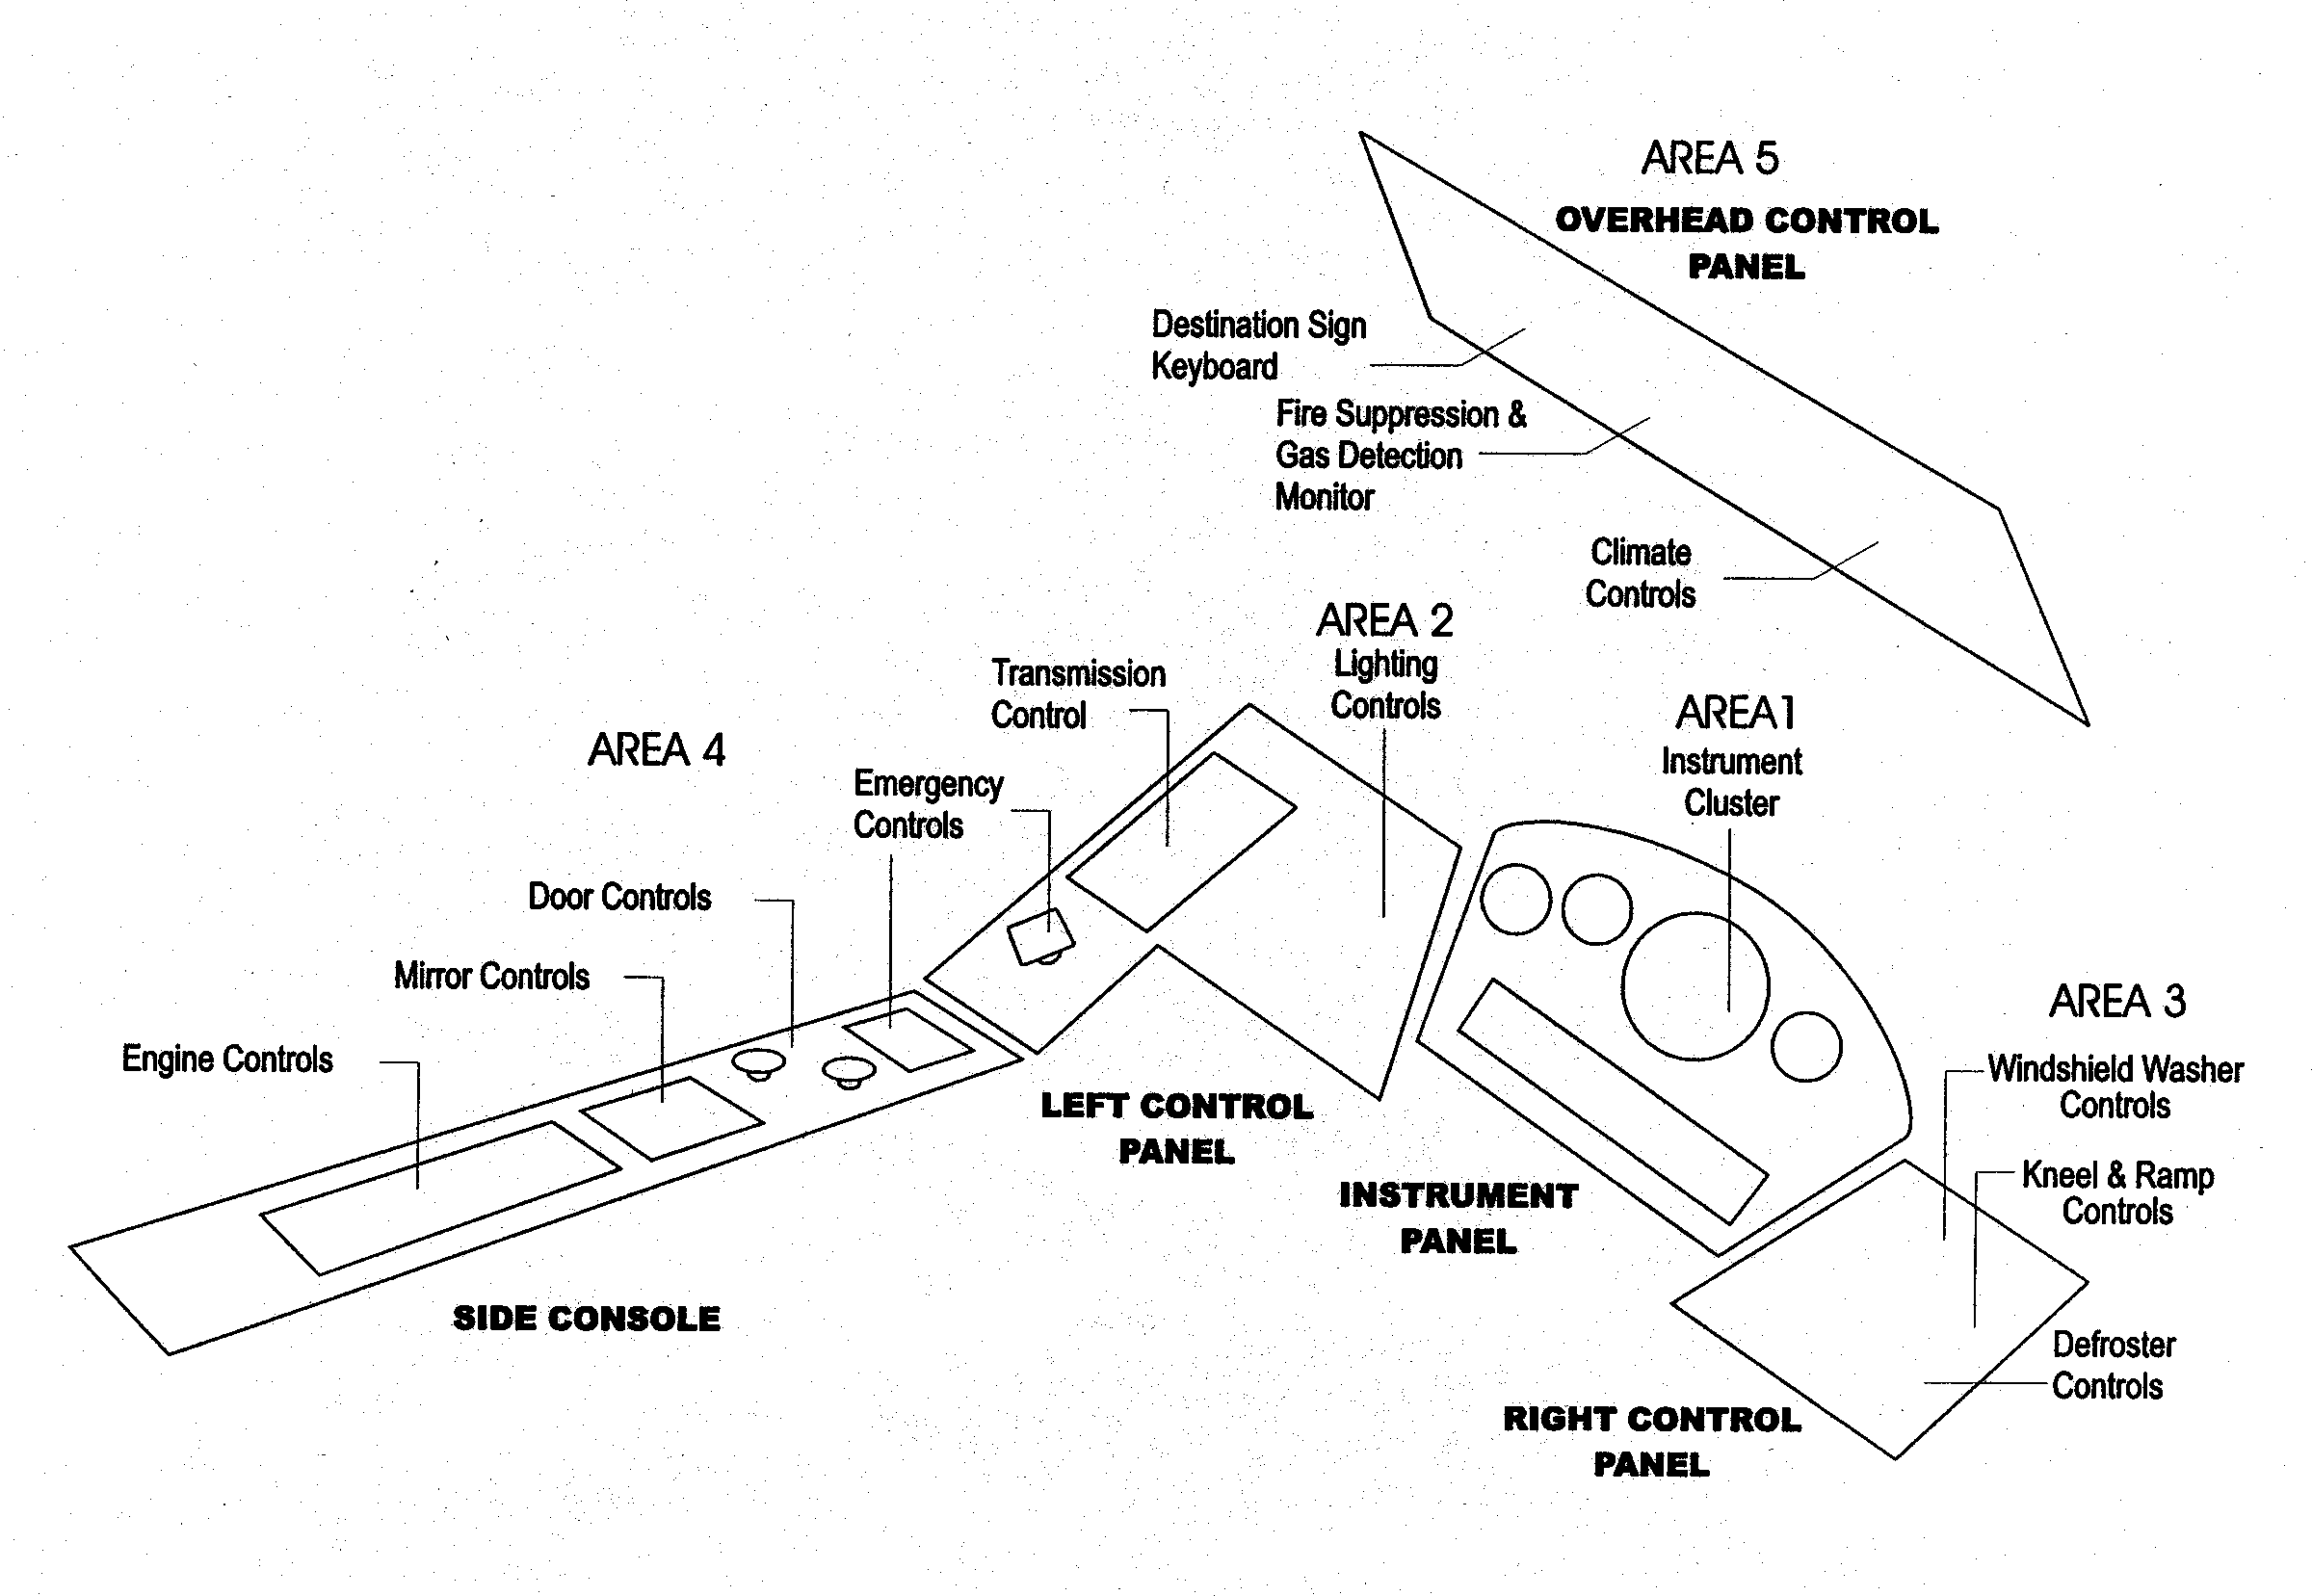 AREA 5
OVERHEAD CONTROL
PANEL
Destination Sign
Keyboard
Fire Suppression &
Gas Detection
Monitor
Climate
Controls
AREA 2
Lighting
Controls
Transmission
Control
AREA1
Instrument
Cluster
AREA 4
Emergency
Controls
Door Controls
Mirror Controls
Engine Controls
AREA 3
Windshield Washer
Controls
Kneel & Ramp
Controls
Defroster
Controls
LEFT CONTROL
PANEL
INSTRUMENT
PANEL
SIDE CONSOLE
RIGHT CONTROL
PANEL